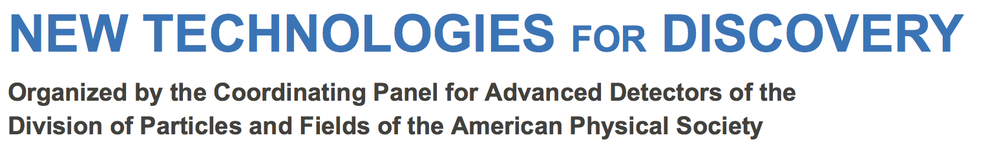 NEW TECHNOLOGIES FOR DISCOVERY
Organized by the Coordinating Panel for Advanced Detectors of the
Division of Particles and Fields of the American Physical Society